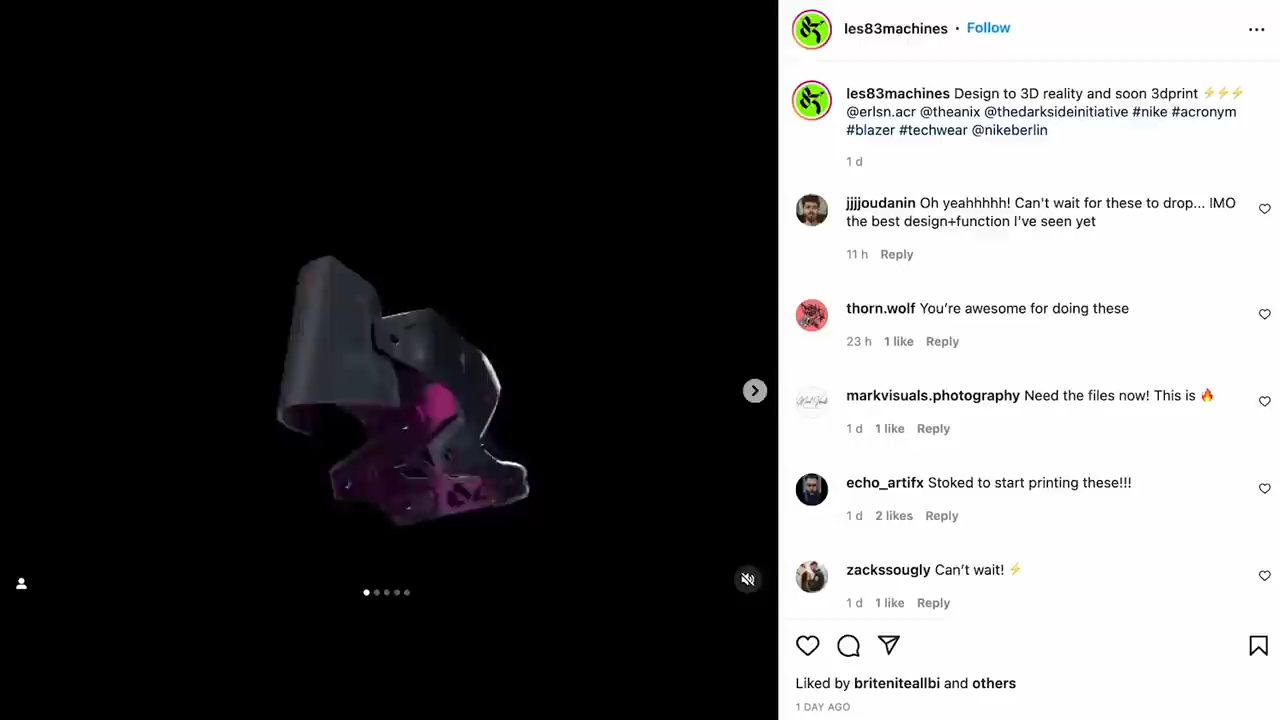 les83machines • Follow
les83machines Design to 3D reality and soon 3dprint ⚡⚡⚡
@erlsn.acr @theanix @thedarksideinitiative #nike #acronym
#blazer #techwear @nikeberlin
1 d
jjjjoudanin Oh yeahhhhh! Can't wait for these to drop... IMO
the best design+function I've seen yet
11 h Reply
thorn.wolf You’re awesome for doing these
23 h 1 like Reply
markvisuals.photography Need the files now! This is 🔥
1 d 1 like Reply
echo_artifx Stoked to start printing these!!!
1 d 2 likes Reply
zackssougly Can’t wait! ⚡
1 d 1 like Reply
Liked by briteniteallbi and others
1 DAY AGO